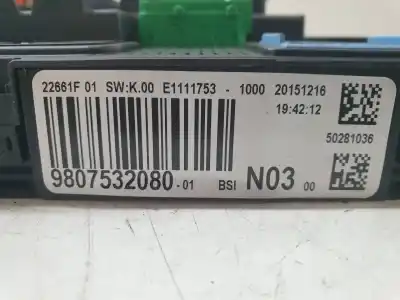 22661F 01 SW:K.00 E1111753 - 1000 20151216
19:42:12
50281036
9807532080-01 BSI N03 00